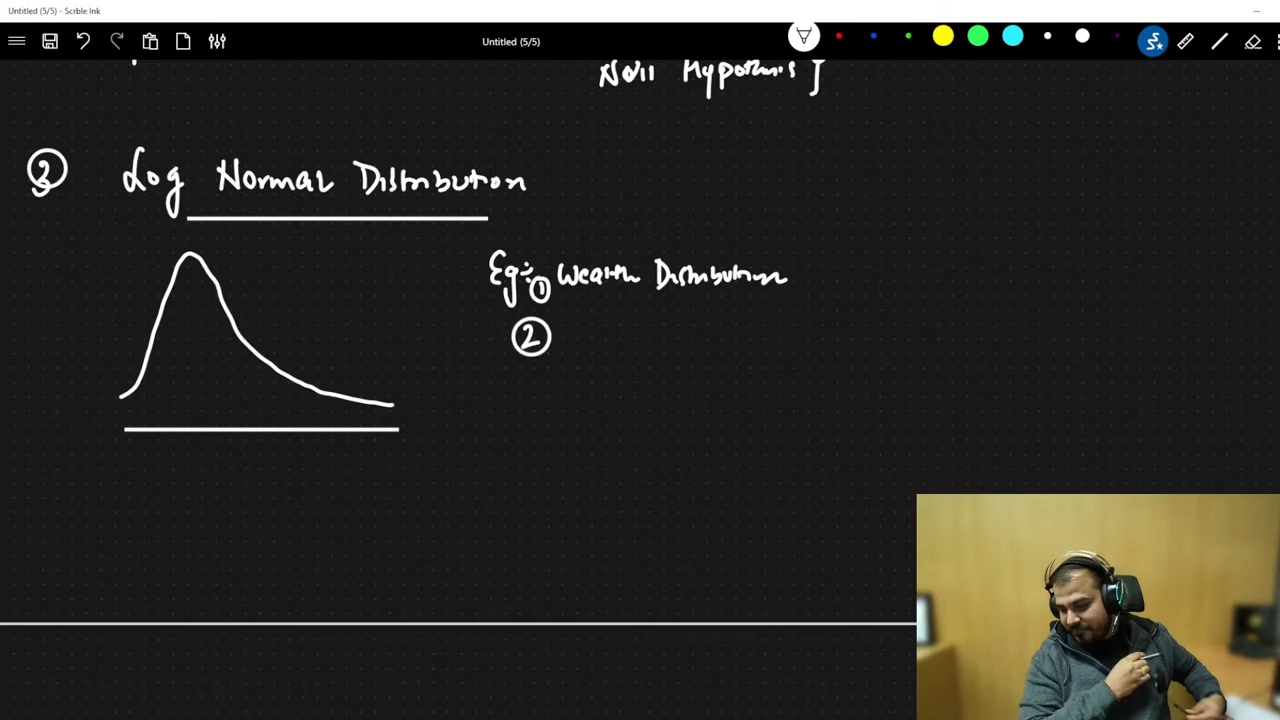 Untitled (5/5) - Scrble Ink
Untitled (5/5)
Null Hypothesis ]
③ Log Normal Distribution
Eg:- ① Wealth Distribution
②